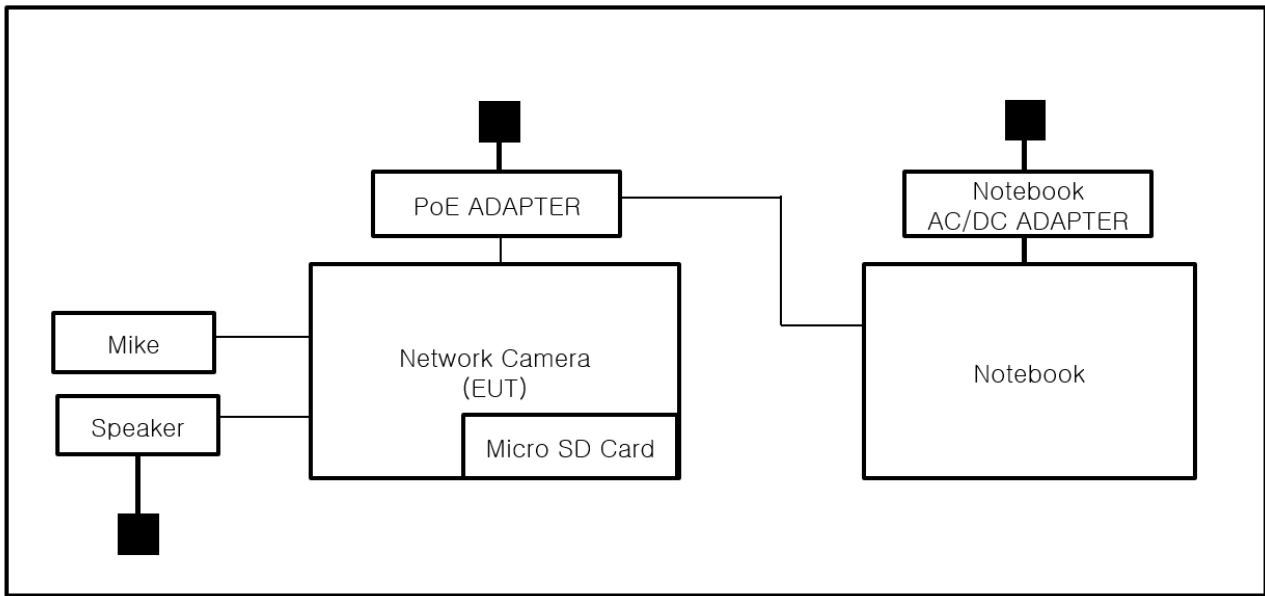 PoE ADAPTER
Notebook
AC/DC ADAPTER
Mike
Network Camera
(EUT)
Notebook
Speaker
Micro SD Card